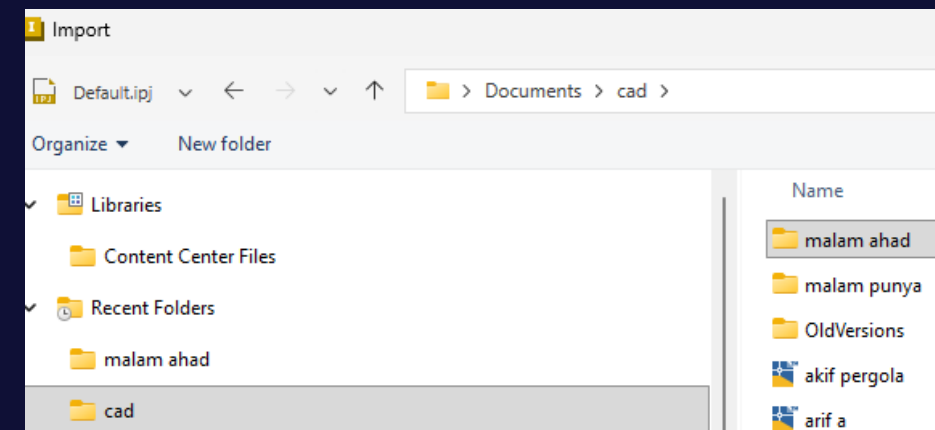 Import
Default.ipj
> Documents > cad >
Organize
New folder
Libraries
Content Center Files
Recent Folders
malam ahad
cad
Name
malam ahad
malam punya
OldVersions
akif pergola
arif a